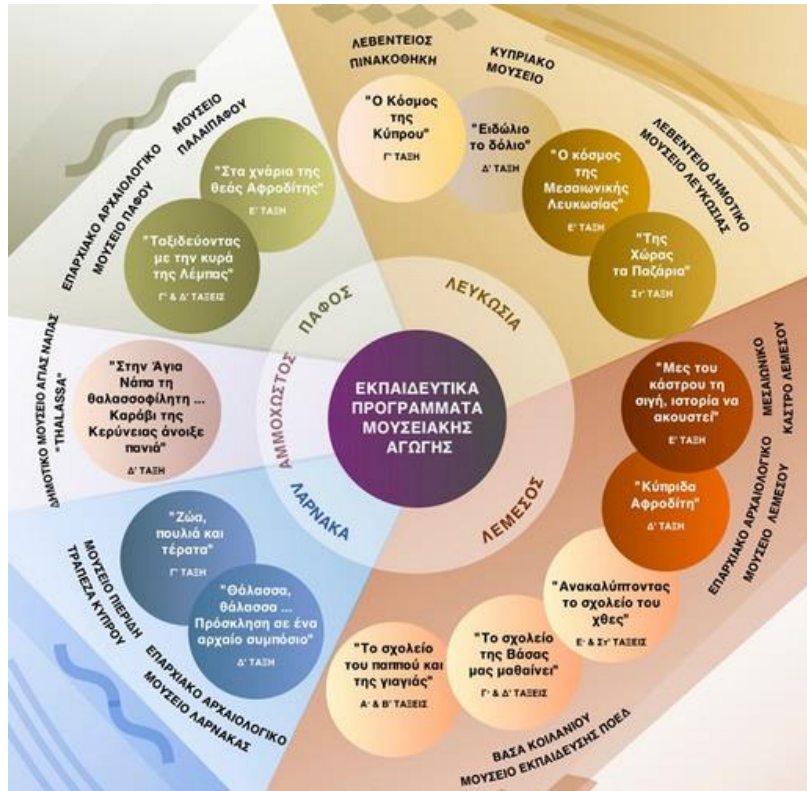 ΕΚΠΑΙΔΕΥΤΙΚΑ
ΠΡΟΓΡΑΜΜΑΤΑ
ΜΟΥΣΕΙΑΚΗΣ
ΑΓΩΓΗΣ
ΛΕΥΚΩΣΙΑ
ΛΕΒΕΝΤΕΙΟΣ
ΠΙΝΑΚΟΘΗΚΗ
"Ο Κόσμος
της
Κύπρου"
Γ' ΤΑΞΗ
ΚΥΠΡΙΑΚΟ
ΜΟΥΣΕΙΟ
"Ειδώλιο
το δόλιο"
Δ' ΤΑΞΗ
ΛΕΒΕΝΤΕΙΟ ΔΗΜΟΤΙΚΟ
ΜΟΥΣΕΙΟ ΛΕΥΚΩΣΙΑΣ
"Ο κόσμος
της
Μεσαιωνικής
Λευκωσίας"
Ε' ΤΑΞΗ
"Της
Χώρας
τα Παζάρια"
Στ' ΤΑΞΗ
ΛΕΜΕΣΟΣ
ΜΕΣΑΙΩΝΙΚΟ
ΚΑΣΤΡΟ ΛΕΜΕΣΟΥ
"Μες του
κάστρου τη
σιγή, ιστορία να
ακουστεί"
Ε' ΤΑΞΗ
ΕΠΑΡΧΙΑΚΟ ΑΡΧΑΙΟΛΟΓΙΚΟ
ΜΟΥΣΕΙΟ ΛΕΜΕΣΟΥ
"Κύπριδα
Αφροδίτη"
Δ' ΤΑΞΗ
"Ανακαλύπτοντας
το σχολείο του
χθες"
Ε' & Στ' ΤΑΞΕΙΣ
"Το σχολείο
της Βάσας
μας μαθαίνει"
Γ' & Δ' ΤΑΞΕΙΣ
"Το σχολείο
του παππού και
της γιαγιάς"
Α' & Β' ΤΑΞΕΙΣ
ΒΑΣΑ ΚΟΙΛΑΝΙΟΥ
ΜΟΥΣΕΙΟ ΕΚΠΑΙΔΕΥΣΗΣ ΠΟΕΔ
ΛΑΡΝΑΚΑ
"Θάλασσα,
θάλασσα ...
Πρόσκληση σε ένα
αρχαίο συμπόσιο"
Δ' ΤΑΞΗ
ΕΠΑΡΧΙΑΚΟ ΑΡΧΑΙΟΛΟΓΙΚΟ
ΜΟΥΣΕΙΟ ΛΑΡΝΑΚΑΣ
"Ζώα,
πουλιά και
τέρατα"
Γ' ΤΑΞΗ
ΜΟΥΣΕΙΟ ΠΙΕΡΙΔΗ
ΤΡΑΠΕΖΑ ΚΥΠΡΟΥ
ΑΜΜΟΧΩΣΤΟΣ
ΔΗΜΟΤΙΚΟ ΜΟΥΣΕΙΟ ΑΓΙΑΣ ΝΑΠΑΣ
"THALASSA"
"Στην Άγια
Νάπα τη
θαλασσοφίλητη ...
Καράβι της
Κερύνειας άνοιξε
πανιά"
Δ' ΤΑΞΗ
ΠΑΦΟΣ
ΕΠΑΡΧΙΑΚΟ ΑΡΧΑΙΟΛΟΓΙΚΟ
ΜΟΥΣΕΙΟ ΠΑΦΟΥ
"Ταξιδεύοντας
με την κυρά
της Λέμπας"
Γ' & Δ' ΤΑΞΕΙΣ
ΜΟΥΣΕΙΟ
ΠΑΛΑΙΠΑΦΟΥ
"Στα χνάρια της
θεάς Αφροδίτης"
Ε' ΤΑΞΗ